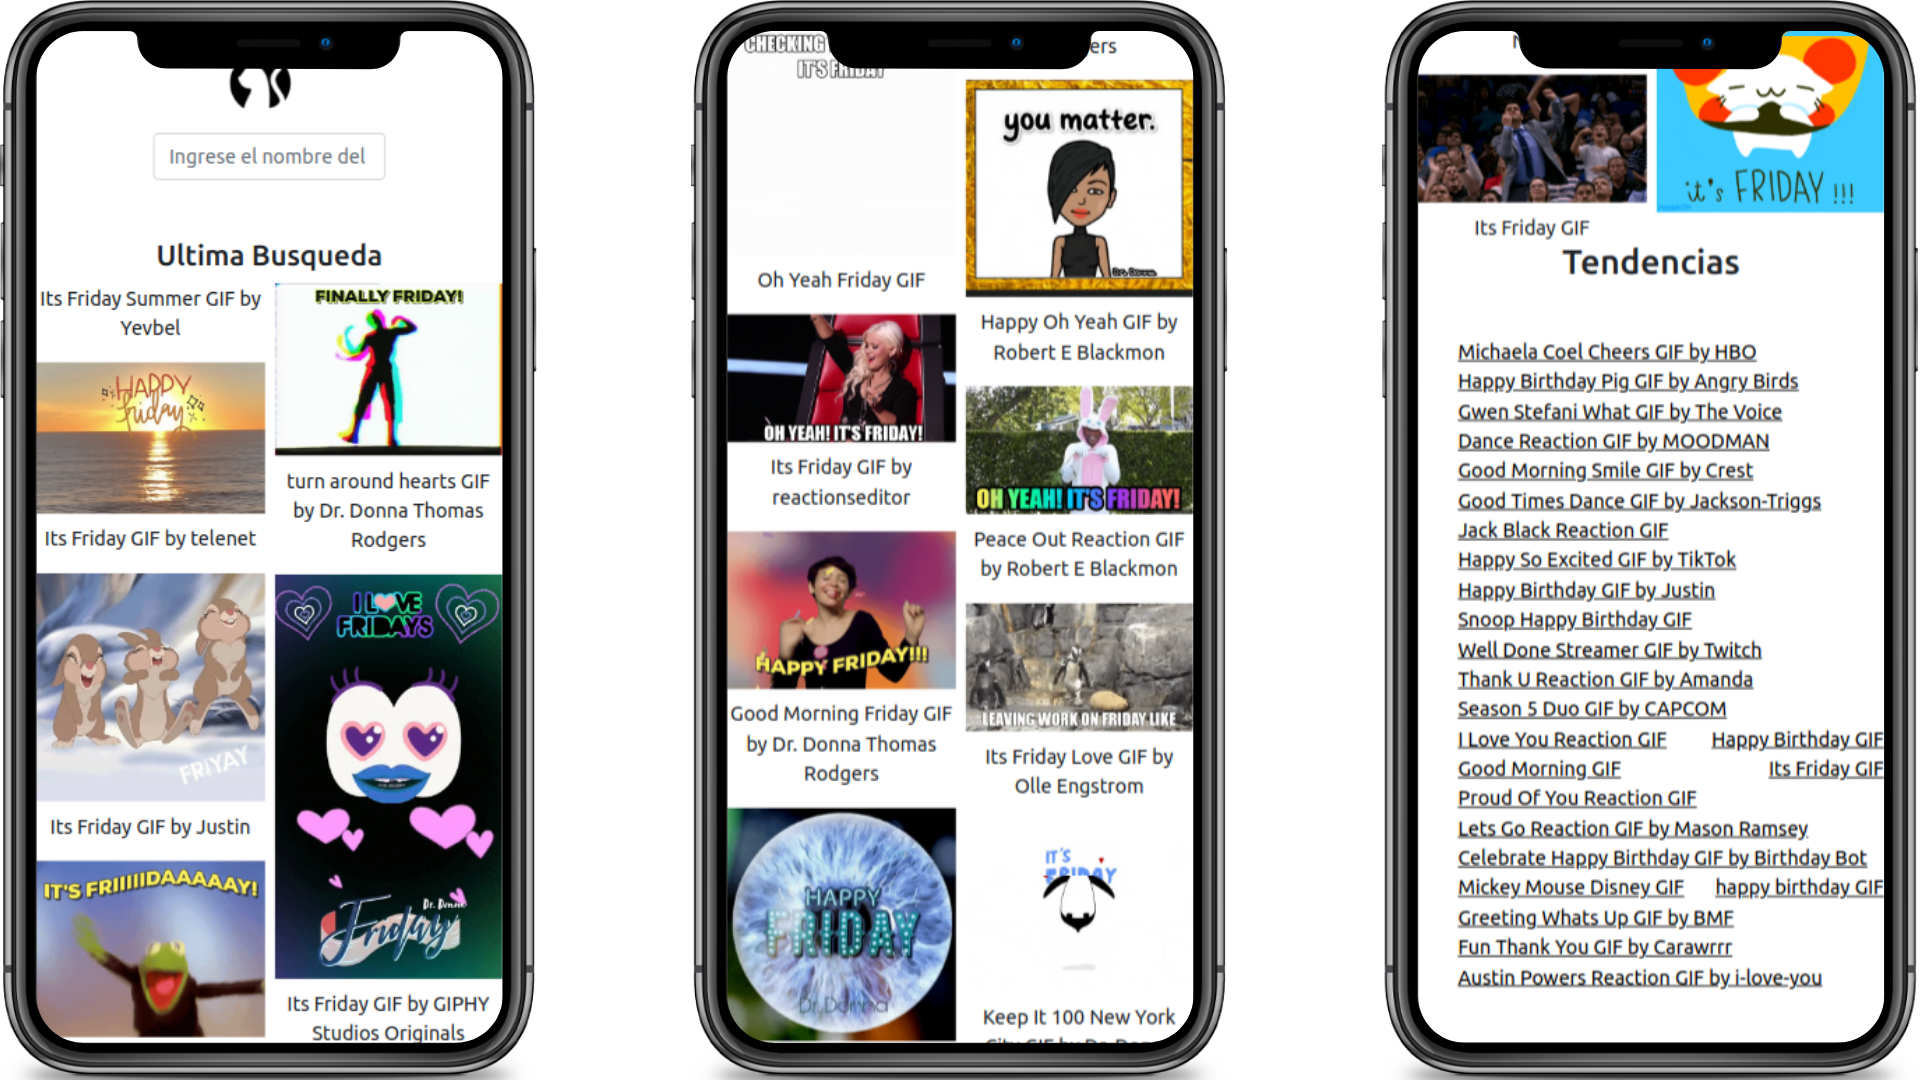 Ingrese el nombre del
Ultima Busqueda
Its Friday Summer GIF by
Yevbel
HAPPY
friday
Its Friday GIF by telenet
FRIYAY
Its Friday GIF by Justin
IT'S FRIIIIIDAAAAAY!
FINALLY FRIDAY!
turn around hearts GIF
by Dr. Donna Thomas
Rodgers
I LOVE
FRIDAYS
Dr. Donna
Friday
Its Friday GIF by GIPHY
Studios Originals
CHECKING
IT'S FRIDAY
Oh Yeah Friday GIF
OH YEAH! IT'S FRIDAY!
Its Friday GIF by
reactionseditor
HAPPY FRIDAY!!!
Good Morning Friday GIF
by Dr. Donna Thomas
Rodgers
HAPPY
FRIDAY
Dr. Donna
ers
you matter.
Dr. Donna
Happy Oh Yeah GIF by
Robert E Blackmon
OH YEAH! IT'S FRIDAY!
Peace Out Reaction GIF
by Robert E Blackmon
LEAVING WORK ON FRIDAY LIKE
Its Friday Love GIF by
Olle Engstrom
IT'S
FRIDAY
Keep It 100 New York
City GIF by Dr. Don
it's FRIDAY !!!
Its Friday GIF
Tendencias
Michaela Coel Cheers GIF by HBO
Happy Birthday Pig GIF by Angry Birds
Gwen Stefani What GIF by The Voice
Dance Reaction GIF by MOODMAN
Good Morning Smile GIF by Crest
Good Times Dance GIF by Jackson-Triggs
Jack Black Reaction GIF
Happy So Excited GIF by TikTok
Happy Birthday GIF by Justin
Snoop Happy Birthday GIF
Well Done Streamer GIF by Twitch
Thank U Reaction GIF by Amanda
Season 5 Duo GIF by CAPCOM
I Love You Reaction GIF Happy Birthday GIF
Good Morning GIF Its Friday GIF
Proud Of You Reaction GIF
Lets Go Reaction GIF by Mason Ramsey
Celebrate Happy Birthday GIF by Birthday Bot
Mickey Mouse Disney GIF happy birthday GIF
Greeting Whats Up GIF by BMF
Fun Thank You GIF by Carawrrr
Austin Powers Reaction GIF by i-love-you